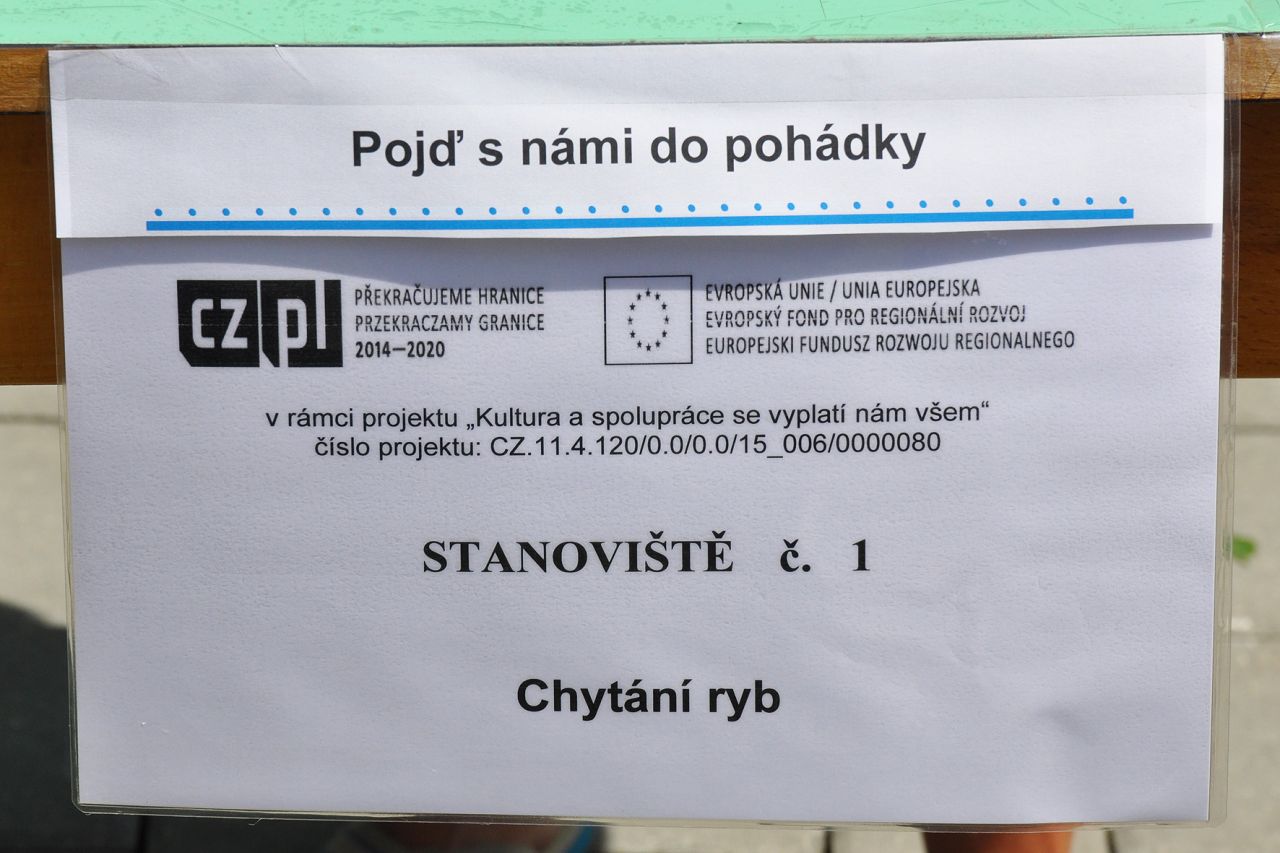 Pojď s námi do pohádky
cz pl
PŘEKRAČUJEME HRANICE
PRZEKRACZAMY GRANICE
2014—2020
EVROPSKÁ UNIE / UNIA EUROPEJSKA
EVROPSKÝ FOND PRO REGIONÁLNÍ ROZVOJ
EUROPEJSKI FUNDUSZ ROZWOJU REGIONALNEGO
v rámci projektu „Kultura a spolupráce se vyplatí nám všem“
číslo projektu: CZ.11.4.120/0.0/0.0/15_006/0000080
STANOVIŠTĚ č. 1
Chytání ryb